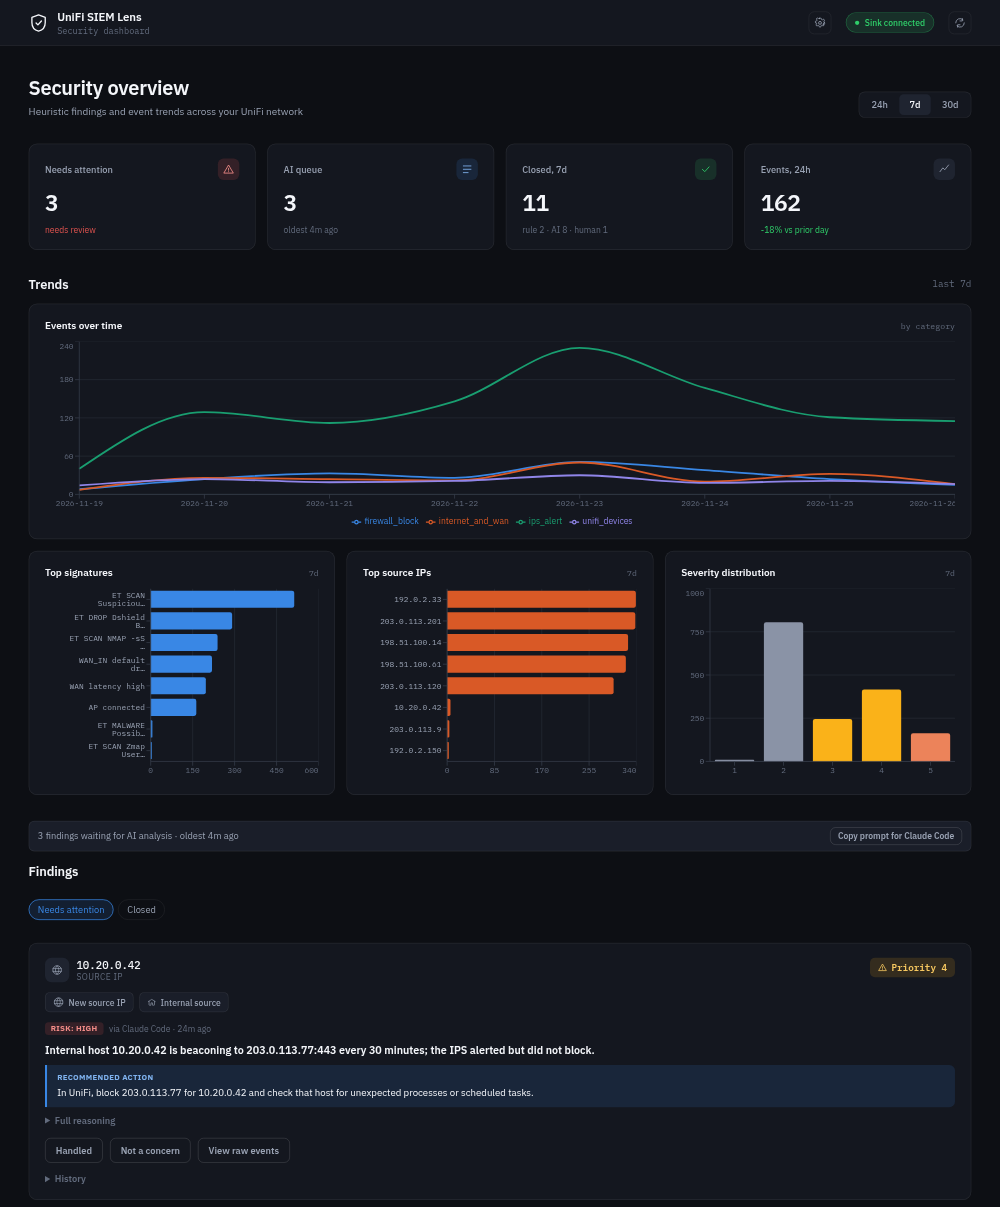 UniFi SIEM Lens
Security dashboard
Sink connected
Security overview
Heuristic findings and event trends across your UniFi network
24h 7d 30d
Needs attention
3
needs review
AI queue
3
oldest 4m ago
Closed, 7d
11
rule 2 · AI 8 · human 1
Events, 24h
162
-18% vs prior day
Trends
last 7d
Events over time
by category
240
180
120
60
0
2026-11-19 2026-11-20 2026-11-21 2026-11-22 2026-11-23 2026-11-24 2026-11-25 2026-11-26
firewall_block internet_and_wan ips_alert unifi_devices
Top signatures
7d
ET SCAN
Suspiciou…
ET DROP Dshield
B…
ET SCAN NMAP -sS
…
WAN_IN default
dr…
WAN latency high
AP connected
ET MALWARE
Possib…
ET SCAN Zmap
User…
0 150 300 450 600
Top source IPs
7d
192.0.2.33
203.0.113.201
198.51.100.14
198.51.100.61
203.0.113.120
10.20.0.42
203.0.113.9
192.0.2.150
0 85 170 255 340
Severity distribution
7d
1000
750
500
250
0
1 2 3 4 5
3 findings waiting for AI analysis · oldest 4m ago
Copy prompt for Claude Code
Findings
Needs attention Closed
10.20.0.42
SOURCE IP
Priority 4
New source IP Internal source
RISK: HIGH via Claude Code · 24m ago
Internal host 10.20.0.42 is beaconing to 203.0.113.77:443 every 30 minutes; the IPS alerted but did not block.
RECOMMENDED ACTION
In UniFi, block 203.0.113.77 for 10.20.0.42 and check that host for unexpected processes or scheduled tasks.
Full reasoning
Handled Not a concern View raw events
History